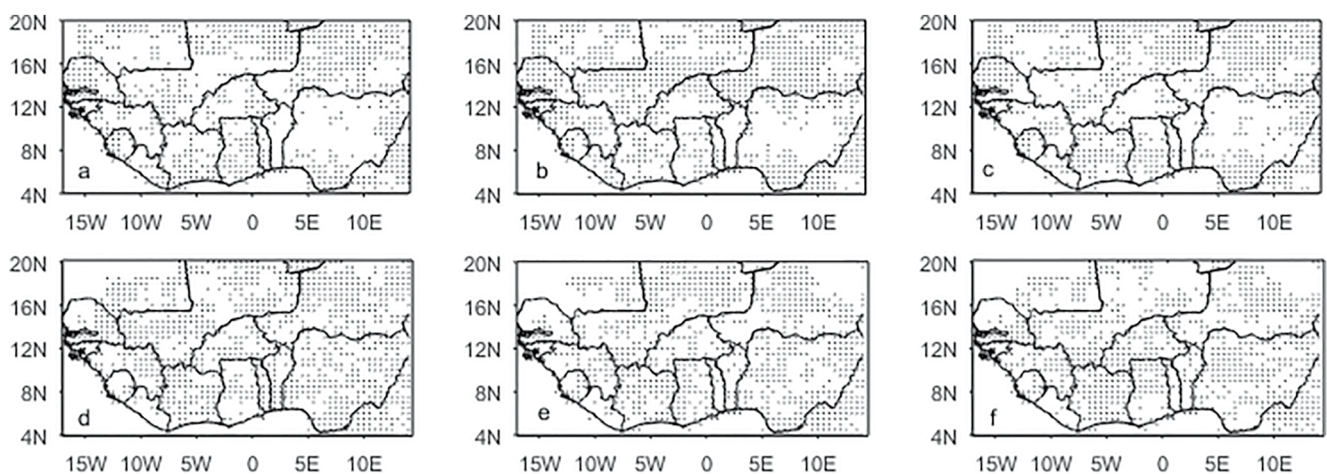 20N 20N 20N
16N 16N 16N
12N 12N 12N
8N a 8N b 8N c
4N 4N 4N
15W 10W 5W 0 5E 10E 15W 10W 5W 0 5E 10E 15W 10W 5W 0 5E 10E
20N 20N 20N
16N 16N 16N
12N 12N 12N
8N 8N 8N
d e f
4N 4N 4N
15W 10W 5W 0 5E 10E 15W 10W 5W 0 5E 10E 15W 10W 5W 0 5E 10E